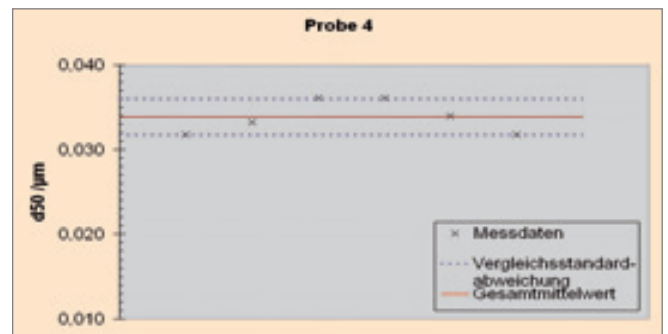 Probe 4
0,040
0,030
0,020
0,010
d50 /µm
Messdaten
Vergleichsstandard-
abweichung
Gesamtmittelwert